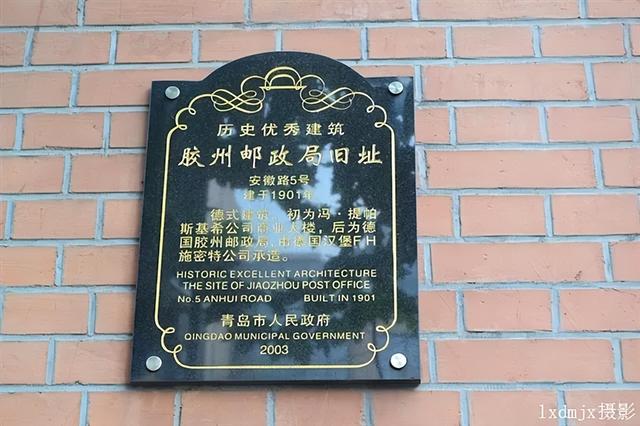 历史优秀建筑
胶州邮政局旧址
安徽路5号
建于1901年
德式建筑。初为冯·提帕
斯基希公司商业大楼，后为德
国胶州邮政局，由德国汉堡F H
施密特公司承造。
HISTORIC EXCELLENT ARCHITECTURE
THE SITE OF JIAOZHOU POST OFFICE
No.5 ANHUI ROAD BUILT IN 1901
青岛市人民政府
QINGDAO MUNICIPAL GOVERNMENT
2003
lxdmjx摄影